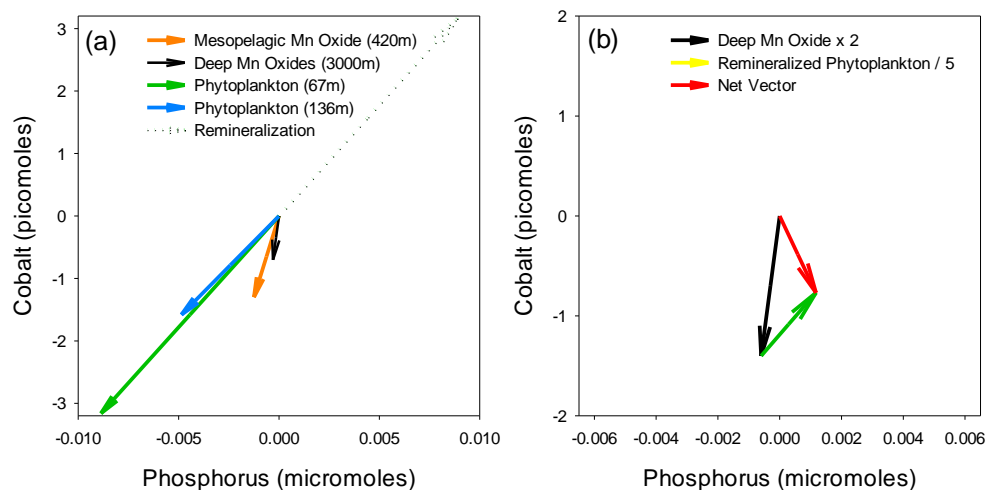 (a)
Mesopelagic Mn Oxide (420m)
Deep Mn Oxides (3000m)
Phytoplankton (67m)
Phytoplankton (136m)
Remineralization
Cobalt (picomoles)
3
2
1
0
-1
-2
-3
-0.010
-0.005
0.000
0.005
0.010
Phosphorus (micromoles)
(b)
Deep Mn Oxide x 2
Remineralized Phytoplankton / 5
Net Vector
Cobalt (picomoles)
2
1
0
-1
-2
-0.006
-0.004
-0.002
0.000
0.002
0.004
0.006
Phosphorus (micromoles)